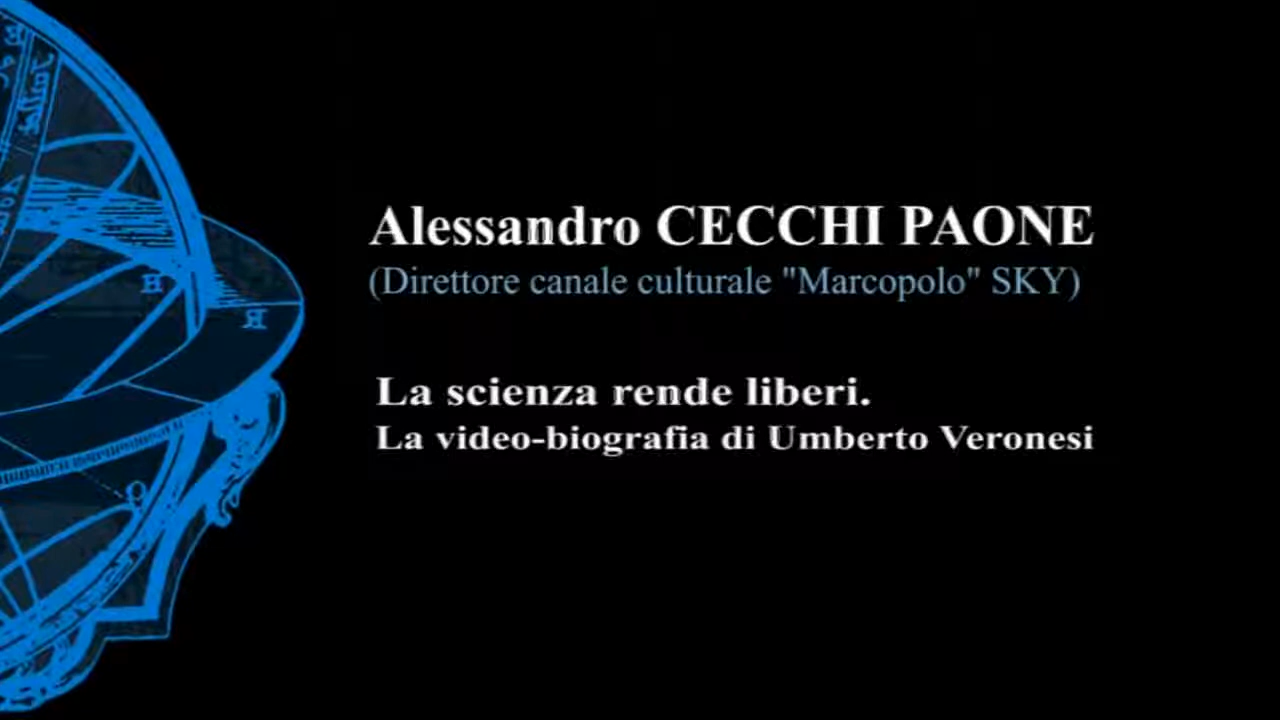 Alessandro CECCHI PAONE
(Direttore canale culturale "Marcopolo" SKY)
La scienza rende liberi.
La video-biografia di Umberto Veronesi